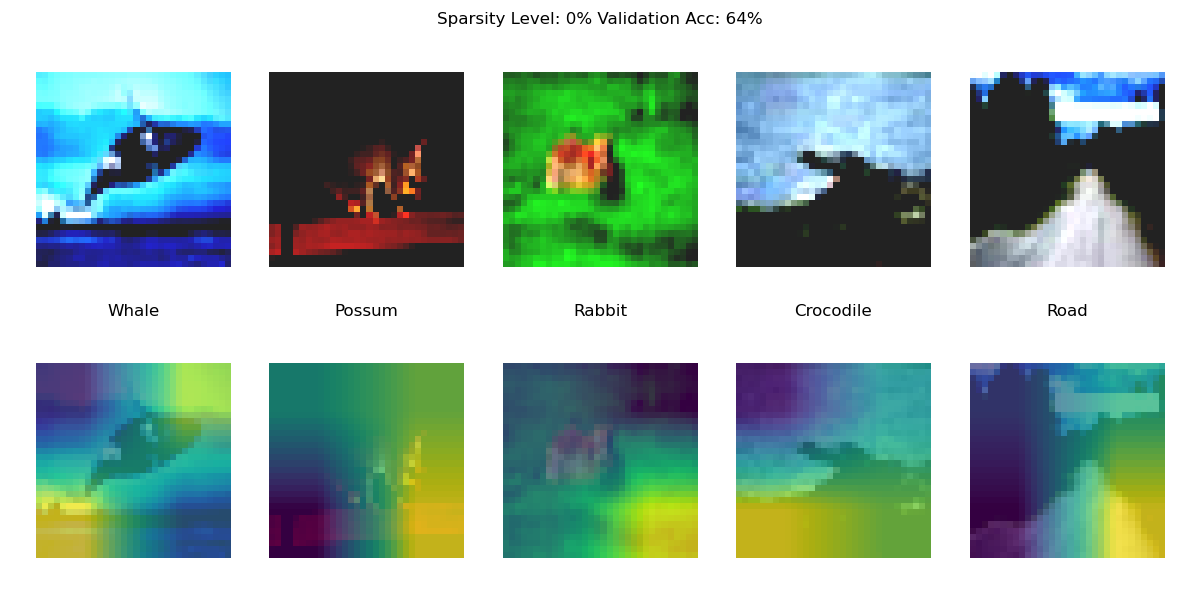 Sparsity Level: 0% Validation Acc: 64%
Whale
Possum
Rabbit
Crocodile
Road